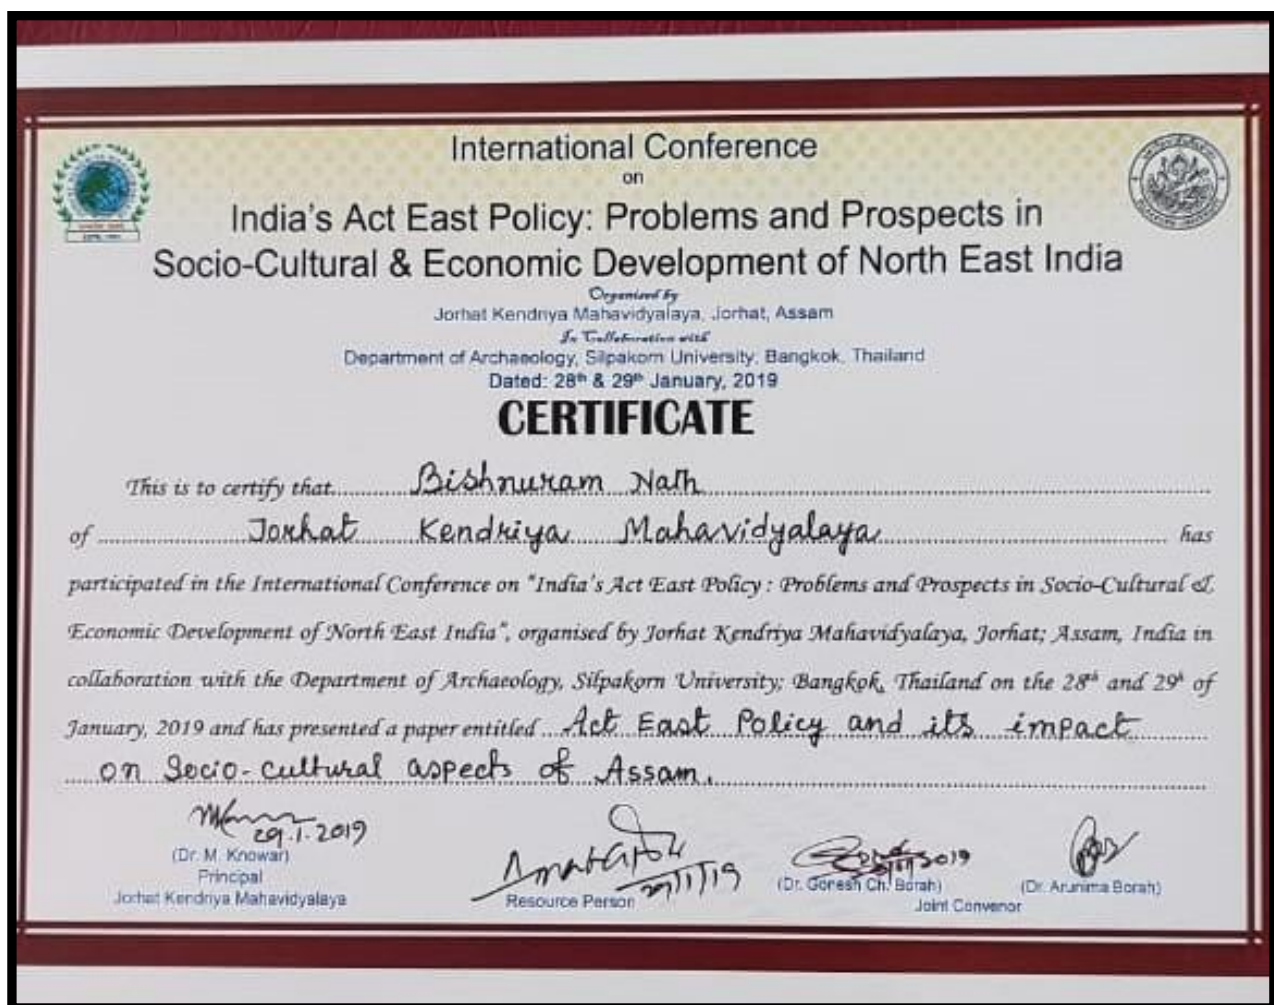 International Conference
on
India's Act East Policy: Problems and Prospects in
Socio-Cultural & Economic Development of North East India
Organised by
Jorhat Kendriya Mahavidyalaya, Jorhat, Assam
In Collaboration with
Department of Archaeology, Silpakorn University, Bangkok, Thailand
Dated: 28th & 29th January, 2019
CERTIFICATE
This is to certify that Bishnuram Nath
of Jorhat Kendriya Mahavidyalaya has
participated in the International Conference on "India's Act East Policy : Problems and Prospects in Socio-Cultural &
Economic Development of North East India", organised by Jorhat Kendriya Mahavidyalaya, Jorhat; Assam, India in
collaboration with the Department of Archaeology, Silpakorn University; Bangkok, Thailand on the 28th and 29th of
January, 2019 and has presented a paper entitled Act East Policy and its impact
on Socio-cultural aspects of Assam.
29.1.2019
(Dr. M. Knowar)
Principal
Jorhat Kendriya Mahavidyalaya
Resource Person
(Dr. Gonesh Ch. Borah)
(Dr. Arunima Borah)
Joint Convenor